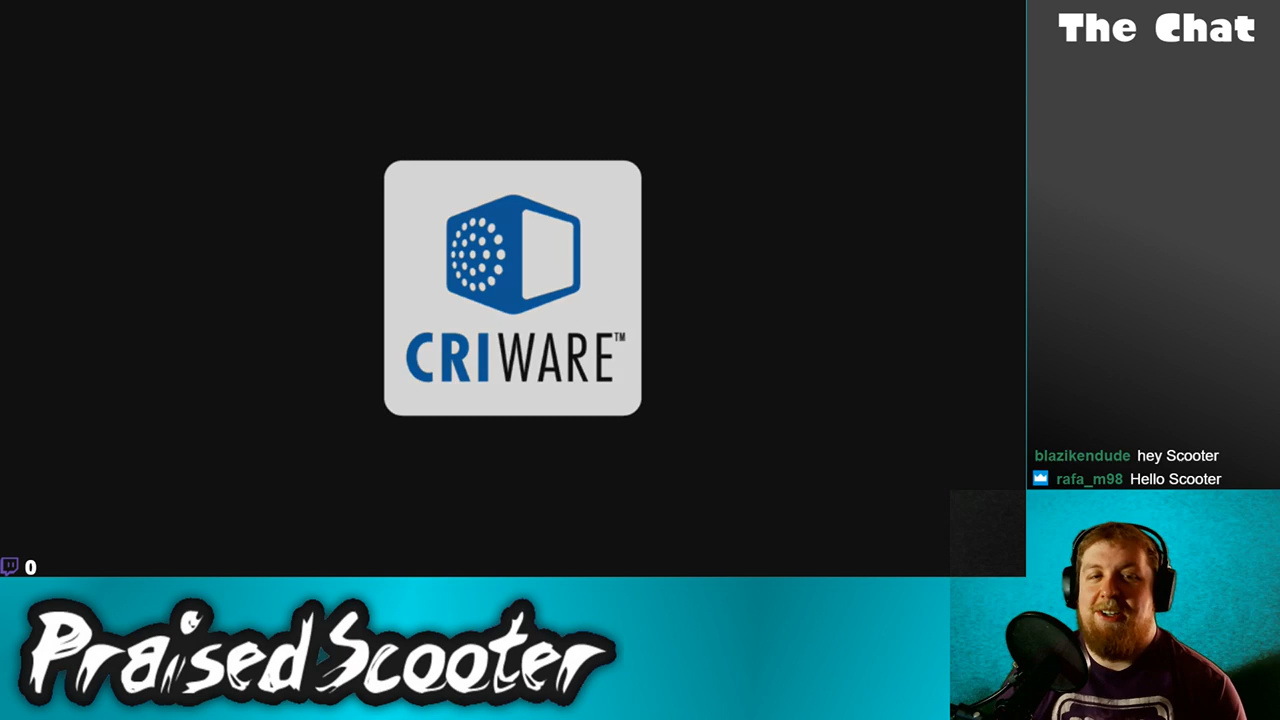 The Chat
CRIWARE™
blazikendude hey Scooter
rafa_m98 Hello Scooter
0
PraisedScooter